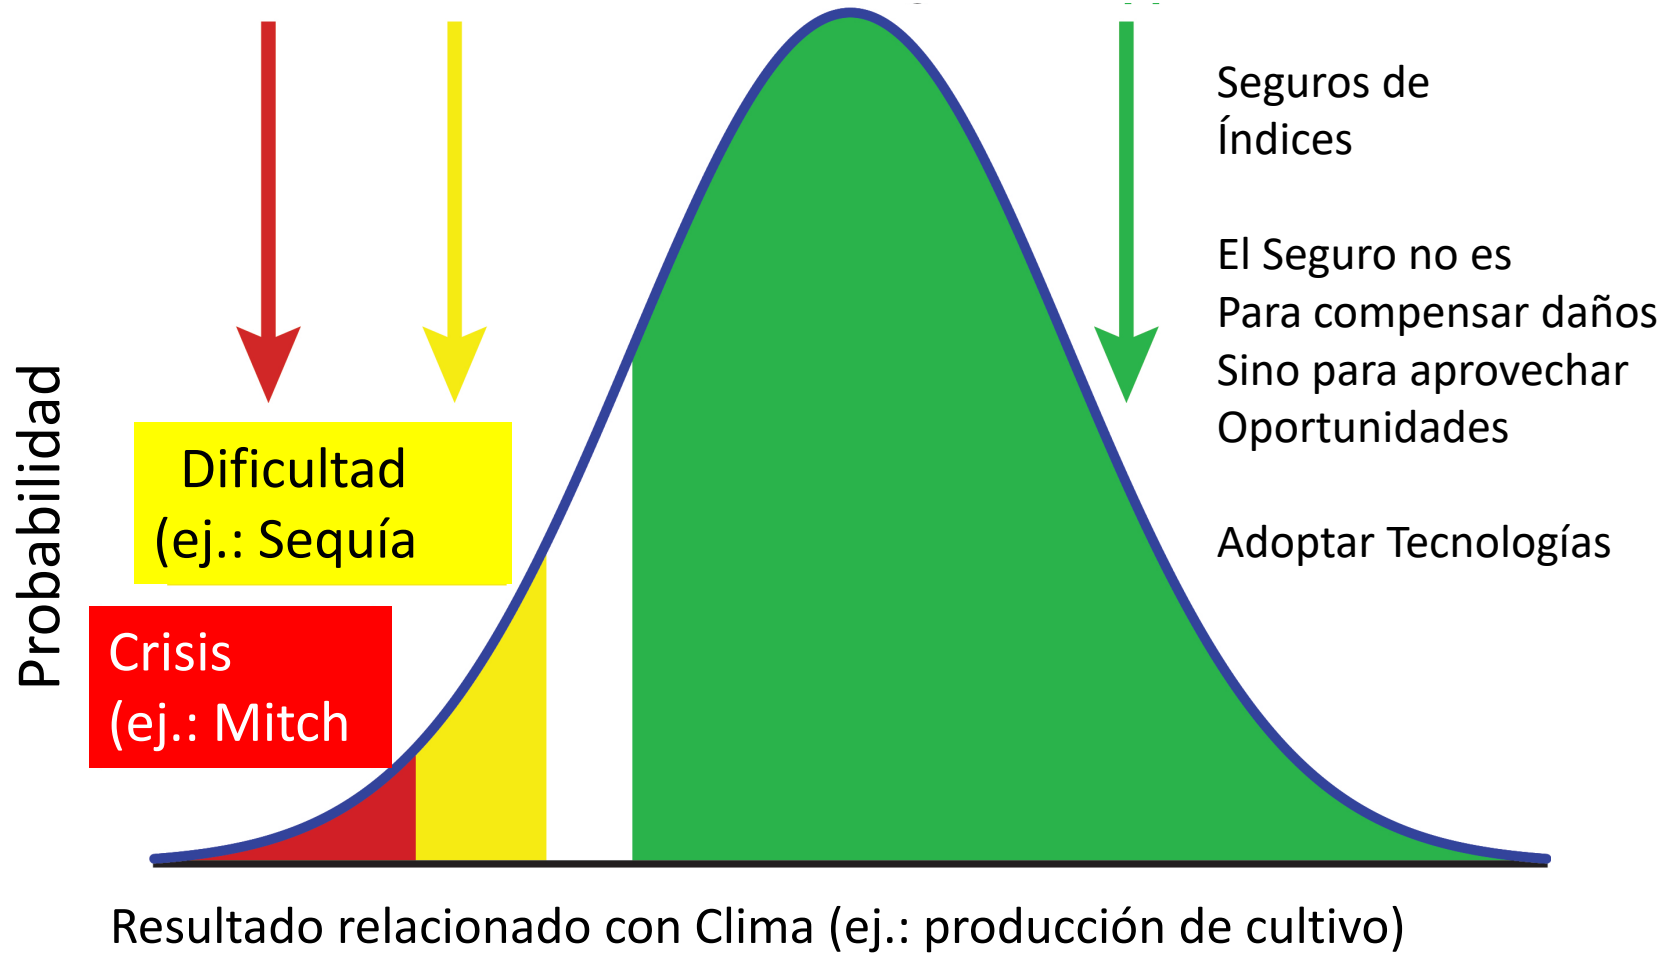 Seguros de
Índices
El Seguro no es
Para compensar daños
Sino para aprovechar
Oportunidades
Adoptar Tecnologías
Dificultad
(ej.: Sequía
Crisis
(ej.: Mitch
Probabilidad
Resultado relacionado con Clima (ej.: producción de cultivo)